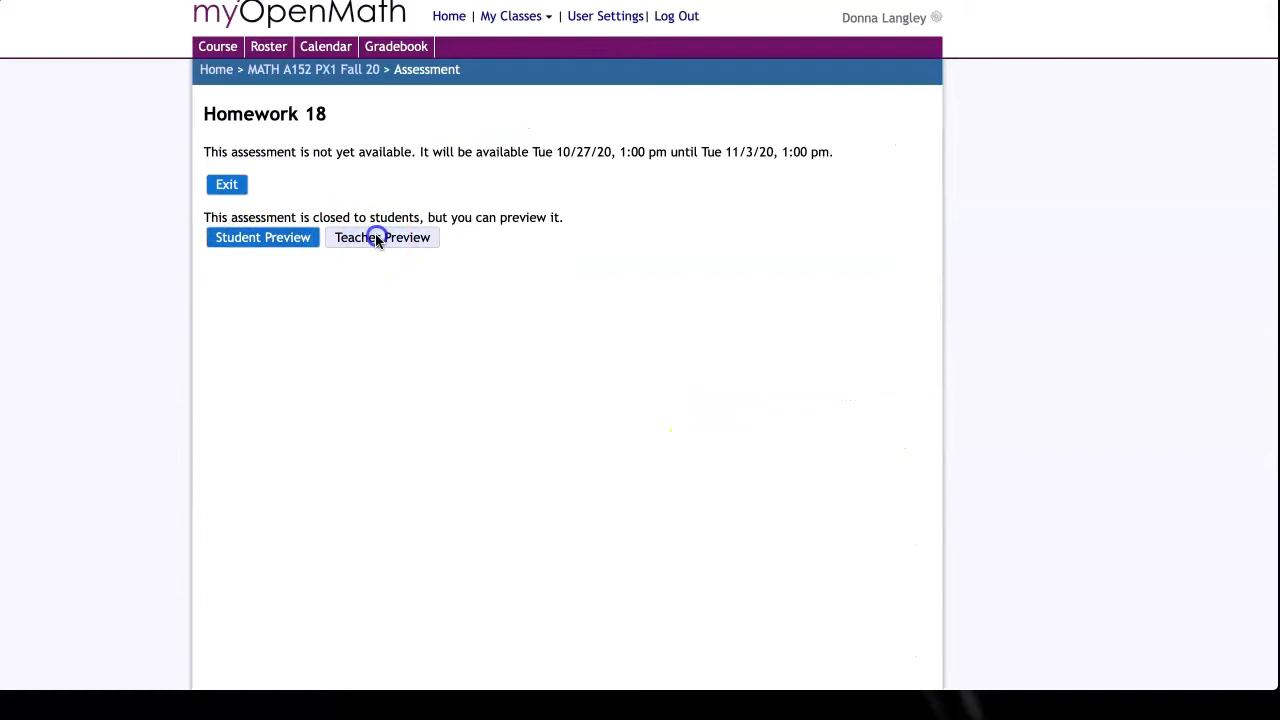 myOpenMath
Home | My Classes | User Settings | Log Out
Donna Langley
Course Roster Calendar Gradebook
Home > MATH A152 PX1 Fall 20 > Assessment
Homework 18
This assessment is not yet available. It will be available Tue 10/27/20, 1:00 pm until Tue 11/3/20, 1:00 pm.
Exit
This assessment is closed to students, but you can preview it.
Student Preview Teacher Preview